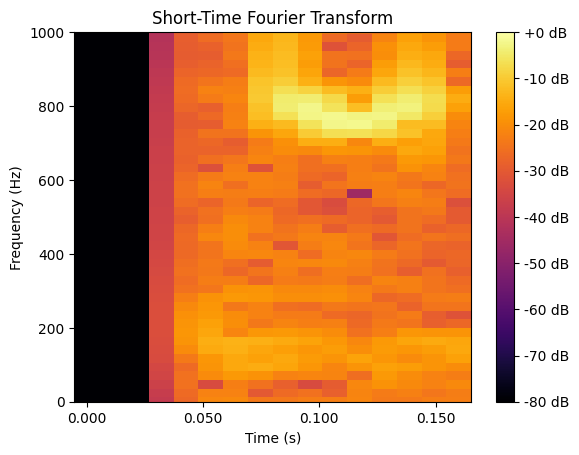 Short-Time Fourier Transform
Frequency (Hz)
1000
800
600
400
200
0
0.000
0.050
0.100
0.150
Time (s)
+0 dB
-10 dB
-20 dB
-30 dB
-40 dB
-50 dB
-60 dB
-70 dB
-80 dB